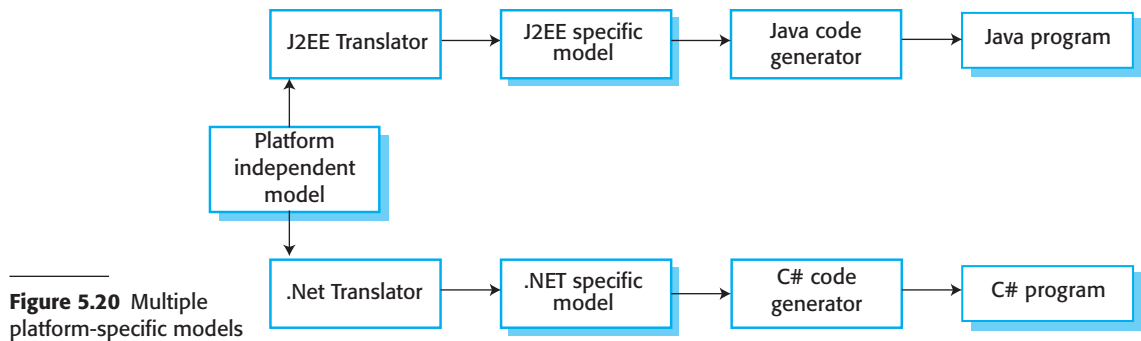 J2EE Translator
J2EE specific
model
Java code
generator
Java program
Platform
independent
model
.Net Translator
.NET specific
model
C# code
generator
C# program
Figure 5.20 Multiple
platform-specific models